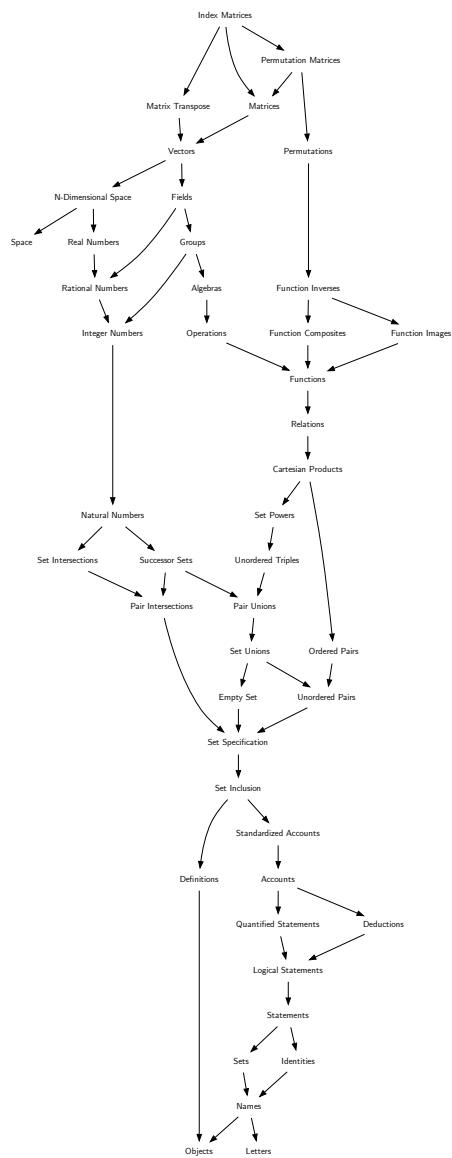 Index Matrices
Permutation Matrices
Matrix Transpose
Matrices
Vectors
Permutations
N-Dimensional Space
Fields
Space
Real Numbers
Groups
Rational Numbers
Algebras
Function Inverses
Integer Numbers
Operations
Function Composites
Function Images
Functions
Relations
Cartesian Products
Natural Numbers
Set Powers
Set Intersections
Successor Sets
Unordered Triples
Pair Intersections
Pair Unions
Set Unions
Ordered Pairs
Empty Set
Unordered Pairs
Set Specification
Set Inclusion
Standardized Accounts
Definitions
Accounts
Quantified Statements
Deductions
Logical Statements
Statements
Sets
Identities
Names
Objects
Letters